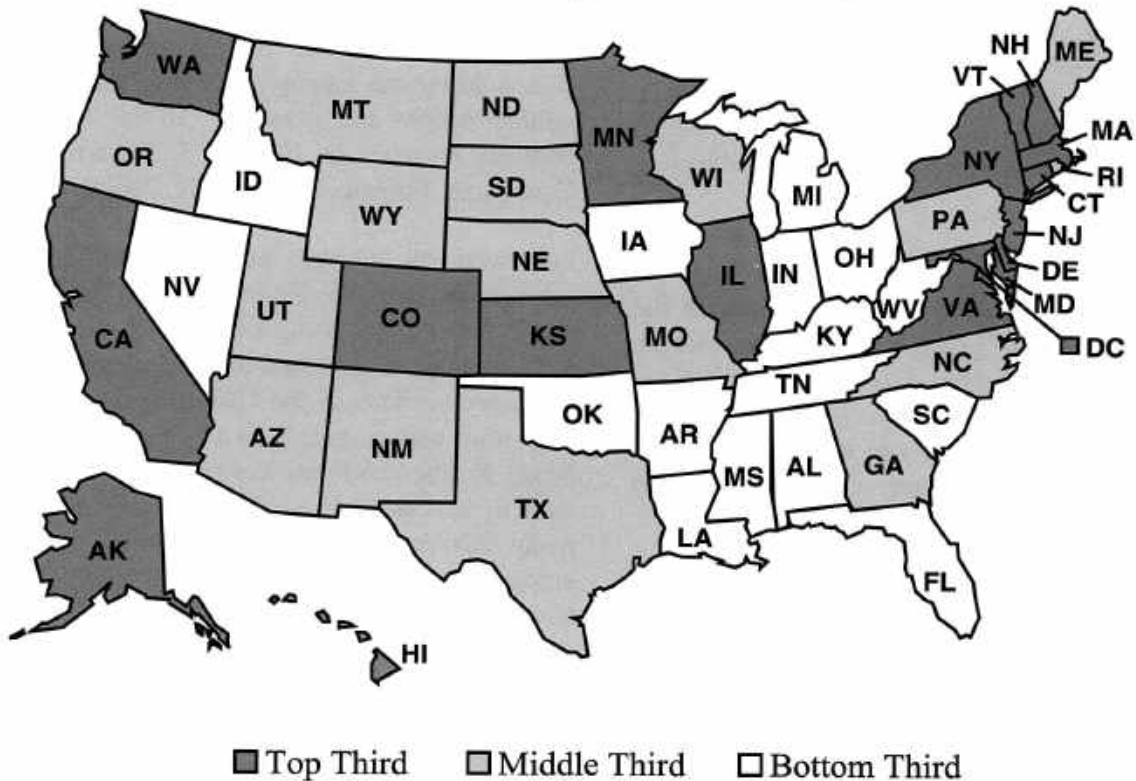 WA
MT
ND
MN
OR
ID
SD
WI
WY
MI
NH
VT
ME
MA
NY
RI
CT
PA
NJ
NV
UT
NE
IA
IL
IN
OH
DE
MD
WV
VA
DC
CA
CO
KS
MO
KY
NC
AZ
NM
OK
AR
TN
SC
TX
MS
AL
GA
LA
FL
AK
HI
Top Third Middle Third Bottom Third